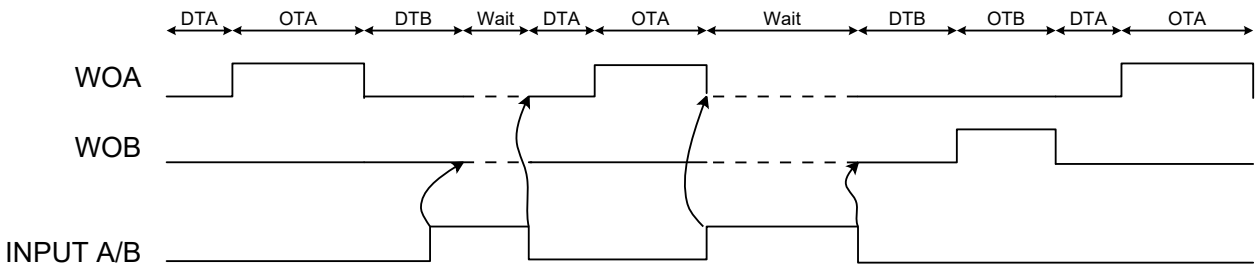 DTA OTA DTB Wait DTA OTA Wait DTB OTB DTA OTA
WOA
WOB
INPUT A/B